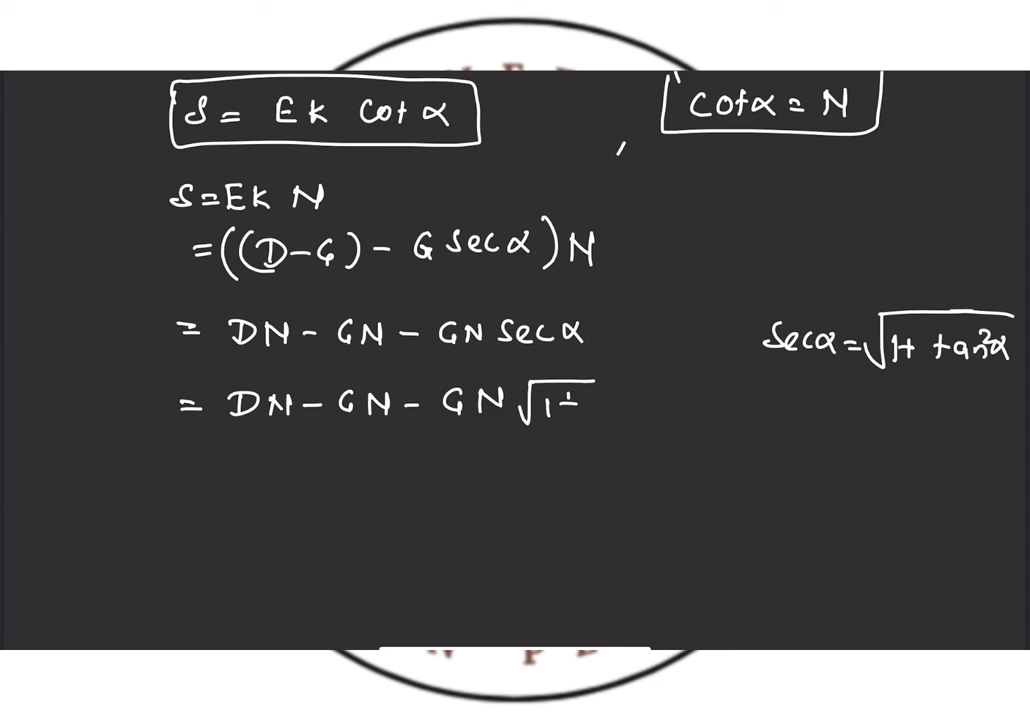 S = EK Cot α
Cot α = N
,
S = EK N
= ((D - G) - G Sec α) N
= DN - GN - GN Sec α
Sec α = √(1 + tan²α)
= DN - GN - GN √(1 +